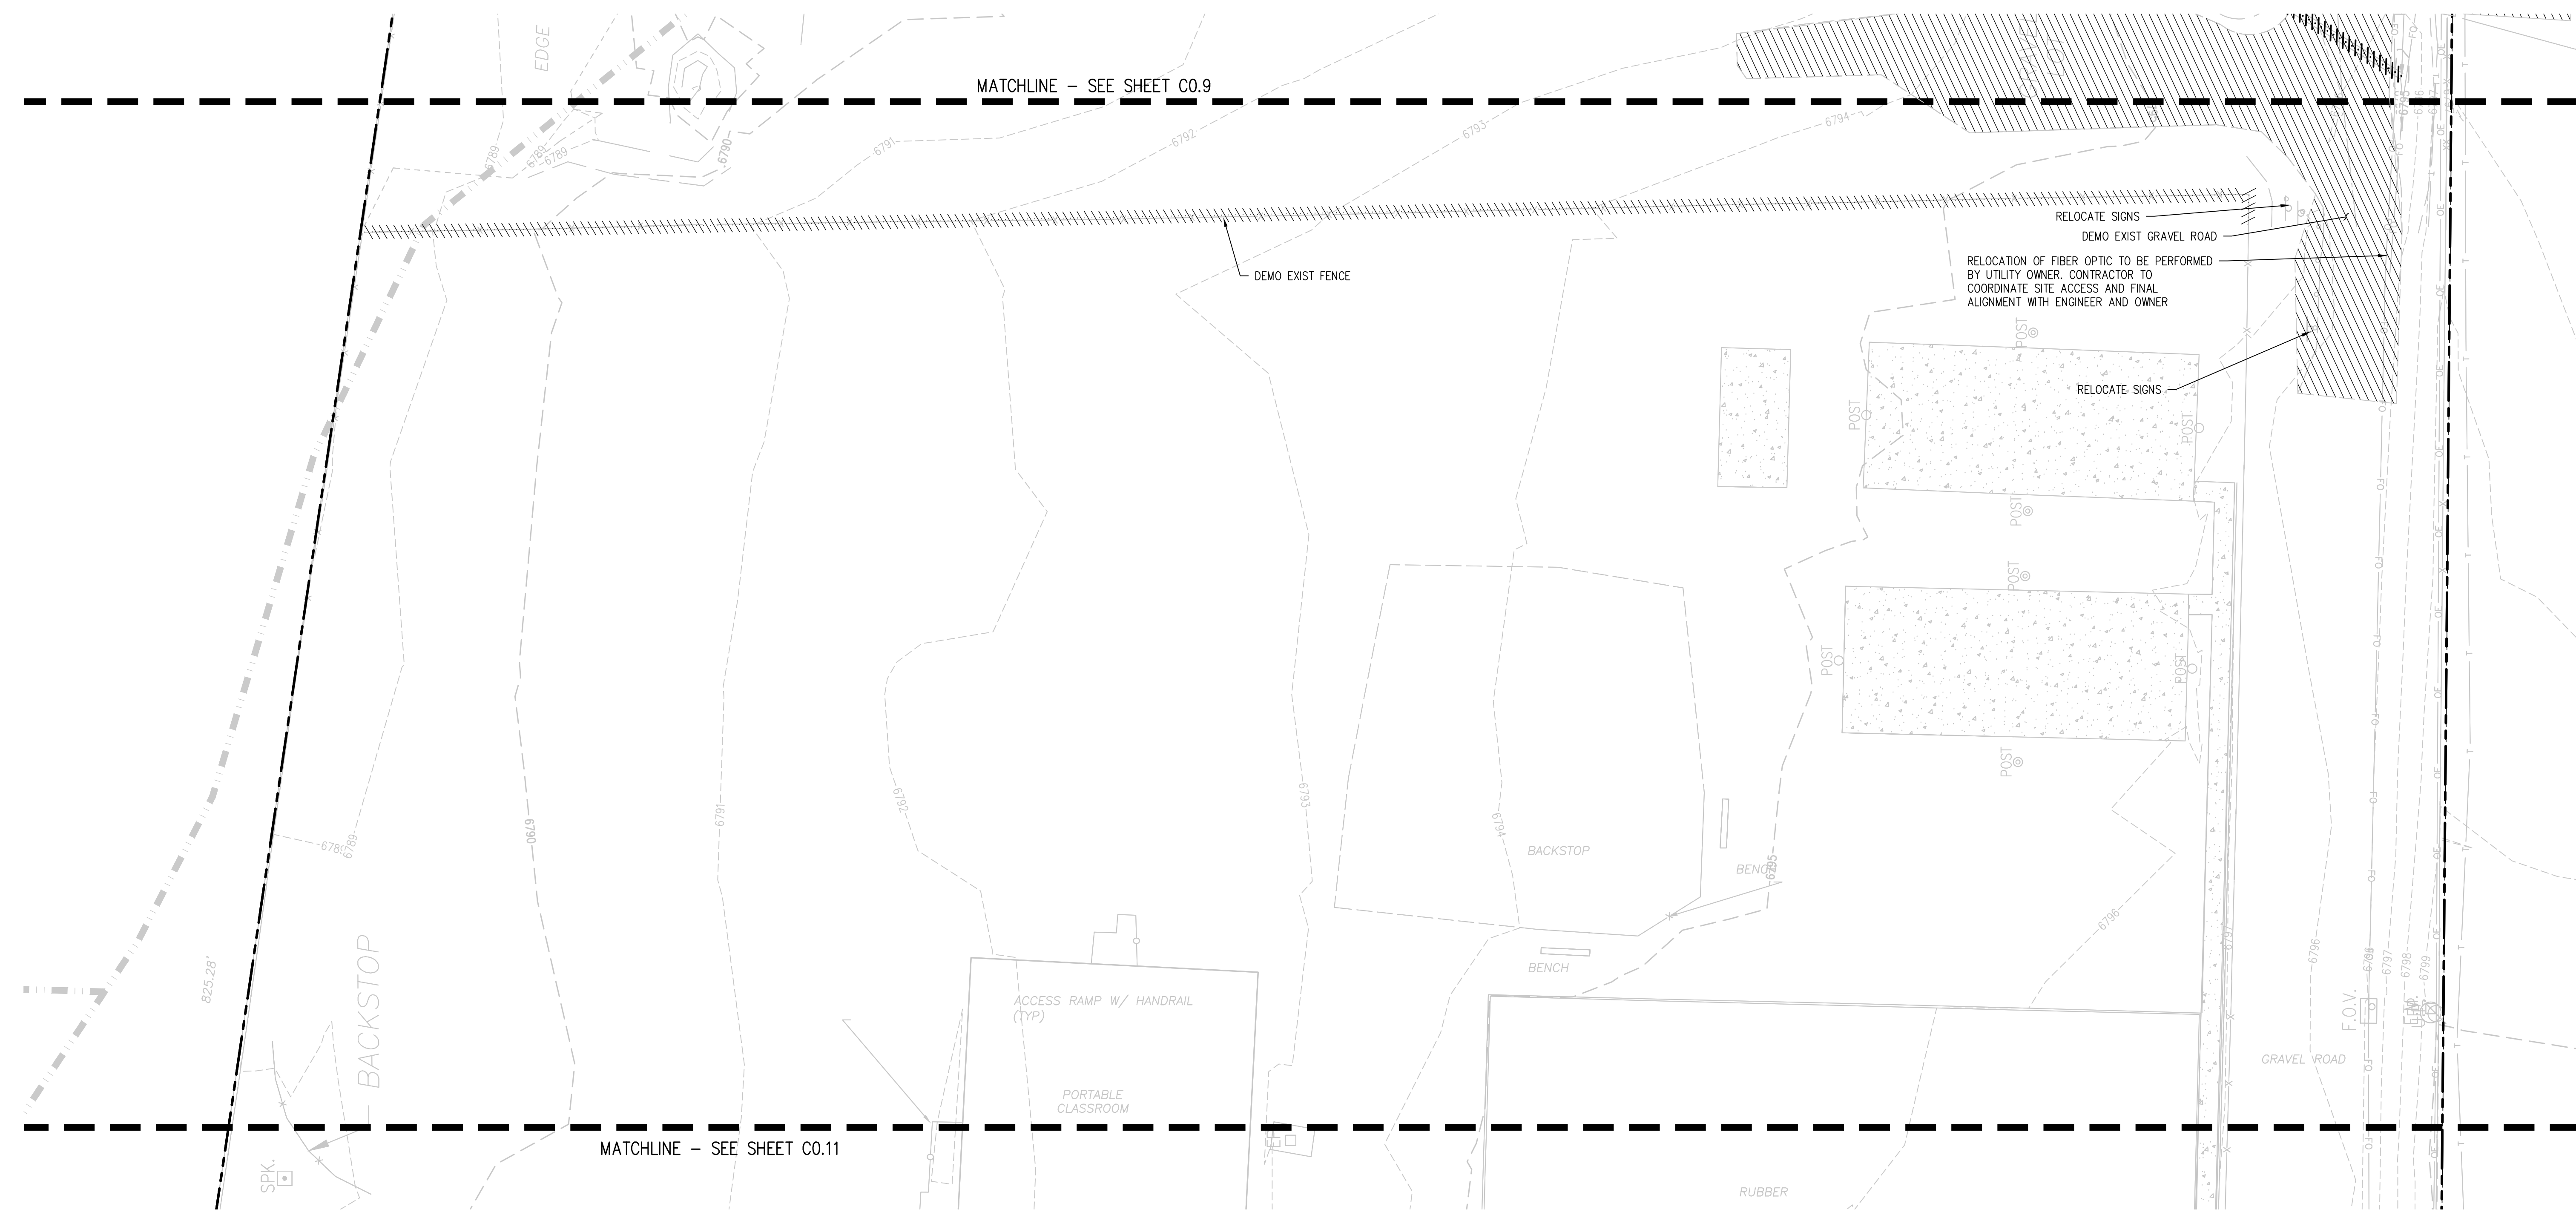 EDGE
MATCHLINE – SEE SHEET C0.9
6789
6789
6789
6790
6791
6792
6793
6794
6795
RELOCATE SIGNS
DEMO EXIST GRAVEL ROAD
RELOCATION OF FIBER OPTIC TO BE PERFORMED
BY UTILITY OWNER. CONTRACTOR TO
COORDINATE SITE ACCESS AND FINAL
ALIGNMENT WITH ENGINEER AND OWNER
DEMO EXIST FENCE
RELOCATE SIGNS
POST
POST
POST
POST
POST
POST
POST
POST
6789
6790
6791
6792
6793
6794
6795
BACKSTOP
BENCH
BENCH
6796
6797
6796
6797
6798
6799
825.28'
BACKSTOP
ACCESS RAMP W/ HANDRAIL
(TYP)
PORTABLE
CLASSROOM
F.O.V.
GRAVEL ROAD
MATCHLINE – SEE SHEET C0.11
SPK.
RUBBER